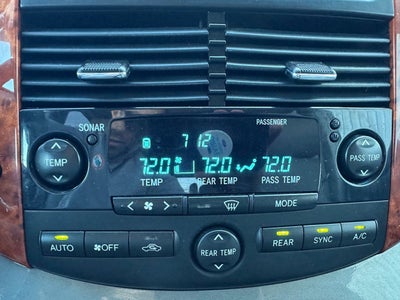 PASSENGER
SONAR
7 12
72.0 72.0 72.0
TEMP REAR TEMP PASS TEMP
TEMP
PASS TEMP
MODE
AUTO OFF REAR TEMP REAR SYNC A/C